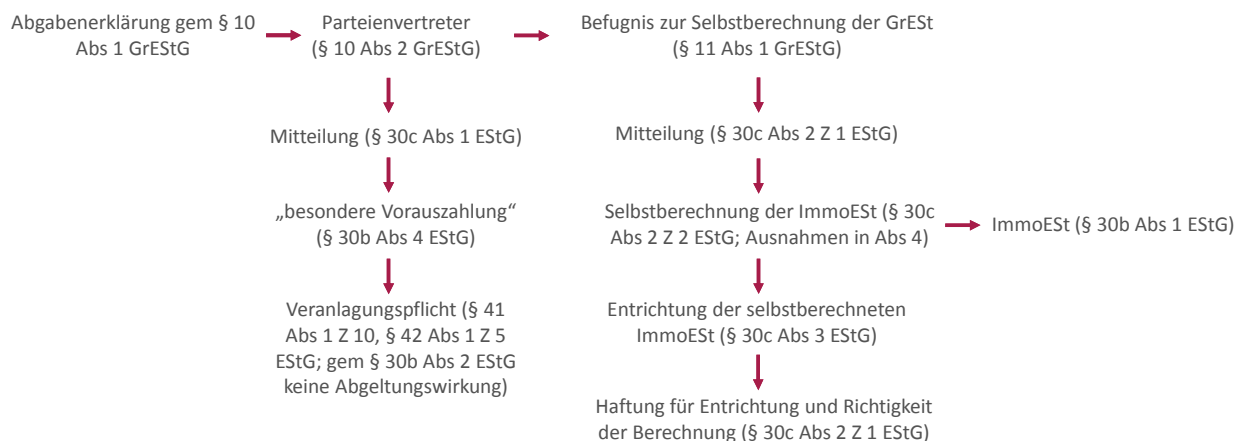 Abgabenerklärung gem § 10
Abs 1 GrEStG
Parteienvertreter
(§ 10 Abs 2 GrEStG)
Befugnis zur Selbstberechnung der GrESt
(§ 11 Abs 1 GrEStG)
Mitteilung (§ 30c Abs 1 EStG)
Mitteilung (§ 30c Abs 2 Z 1 EStG)
„besondere Vorauszahlung“
(§ 30b Abs 4 EStG)
Selbstberechnung der ImmoESt (§ 30c
Abs 2 Z 2 EStG; Ausnahmen in Abs 4)
ImmoESt (§ 30b Abs 1 EStG)
Veranlagungspflicht (§ 41
Abs 1 Z 10, § 42 Abs 1 Z 5
EStG; gem § 30b Abs 2 EStG
keine Abgeltungswirkung)
Entrichtung der selbstberechneten
ImmoESt (§ 30c Abs 3 EStG)
Haftung für Entrichtung und Richtigkeit
der Berechnung (§ 30c Abs 2 Z 1 EStG)